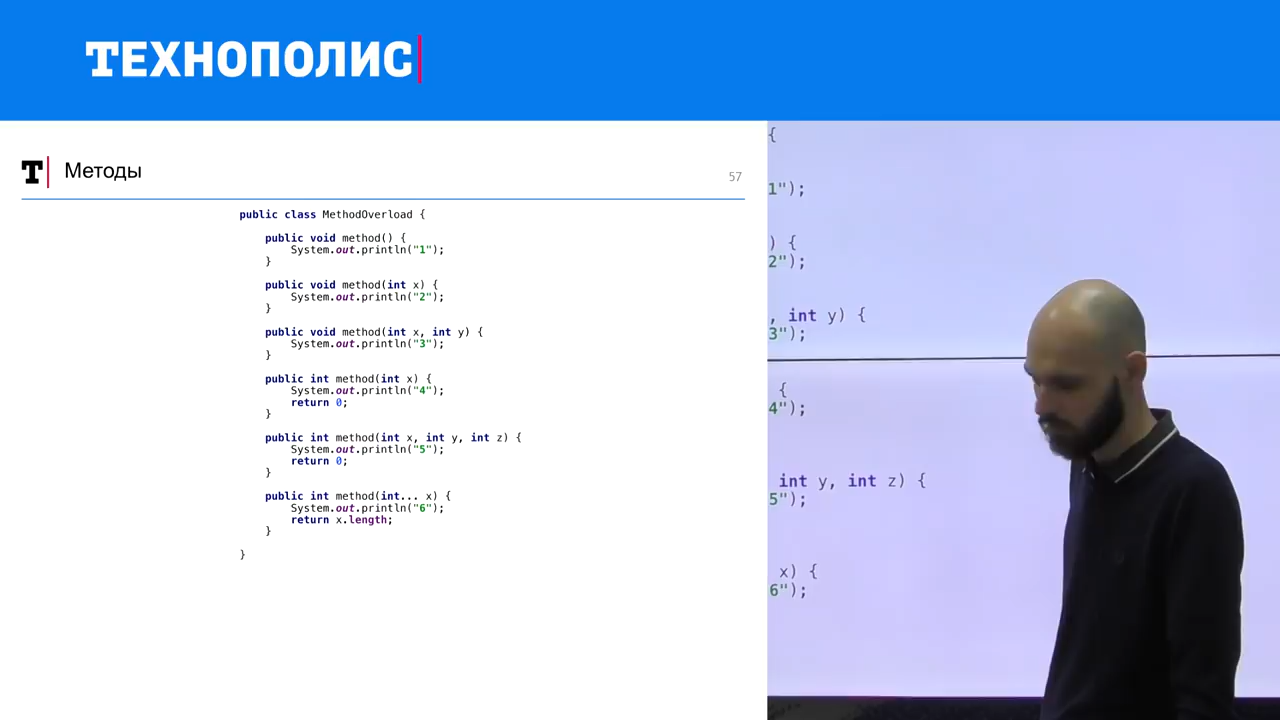 ТЕХНОПОЛИС
Т Методы
57
public class MethodOverload {
public void method() {
System.out.println("1");
}
public void method(int x) {
System.out.println("2");
}
public void method(int x, int y) {
System.out.println("3");
}
public int method(int x) {
System.out.println("4");
return 0;
}
public int method(int x, int y, int z) {
System.out.println("5");
return 0;
}
public int method(int... x) {
System.out.println("6");
return x.length;
}
}
{
1");
) {
2");
, int y) {
3");
{
4");
int y, int z) {
5");
x) {
6");